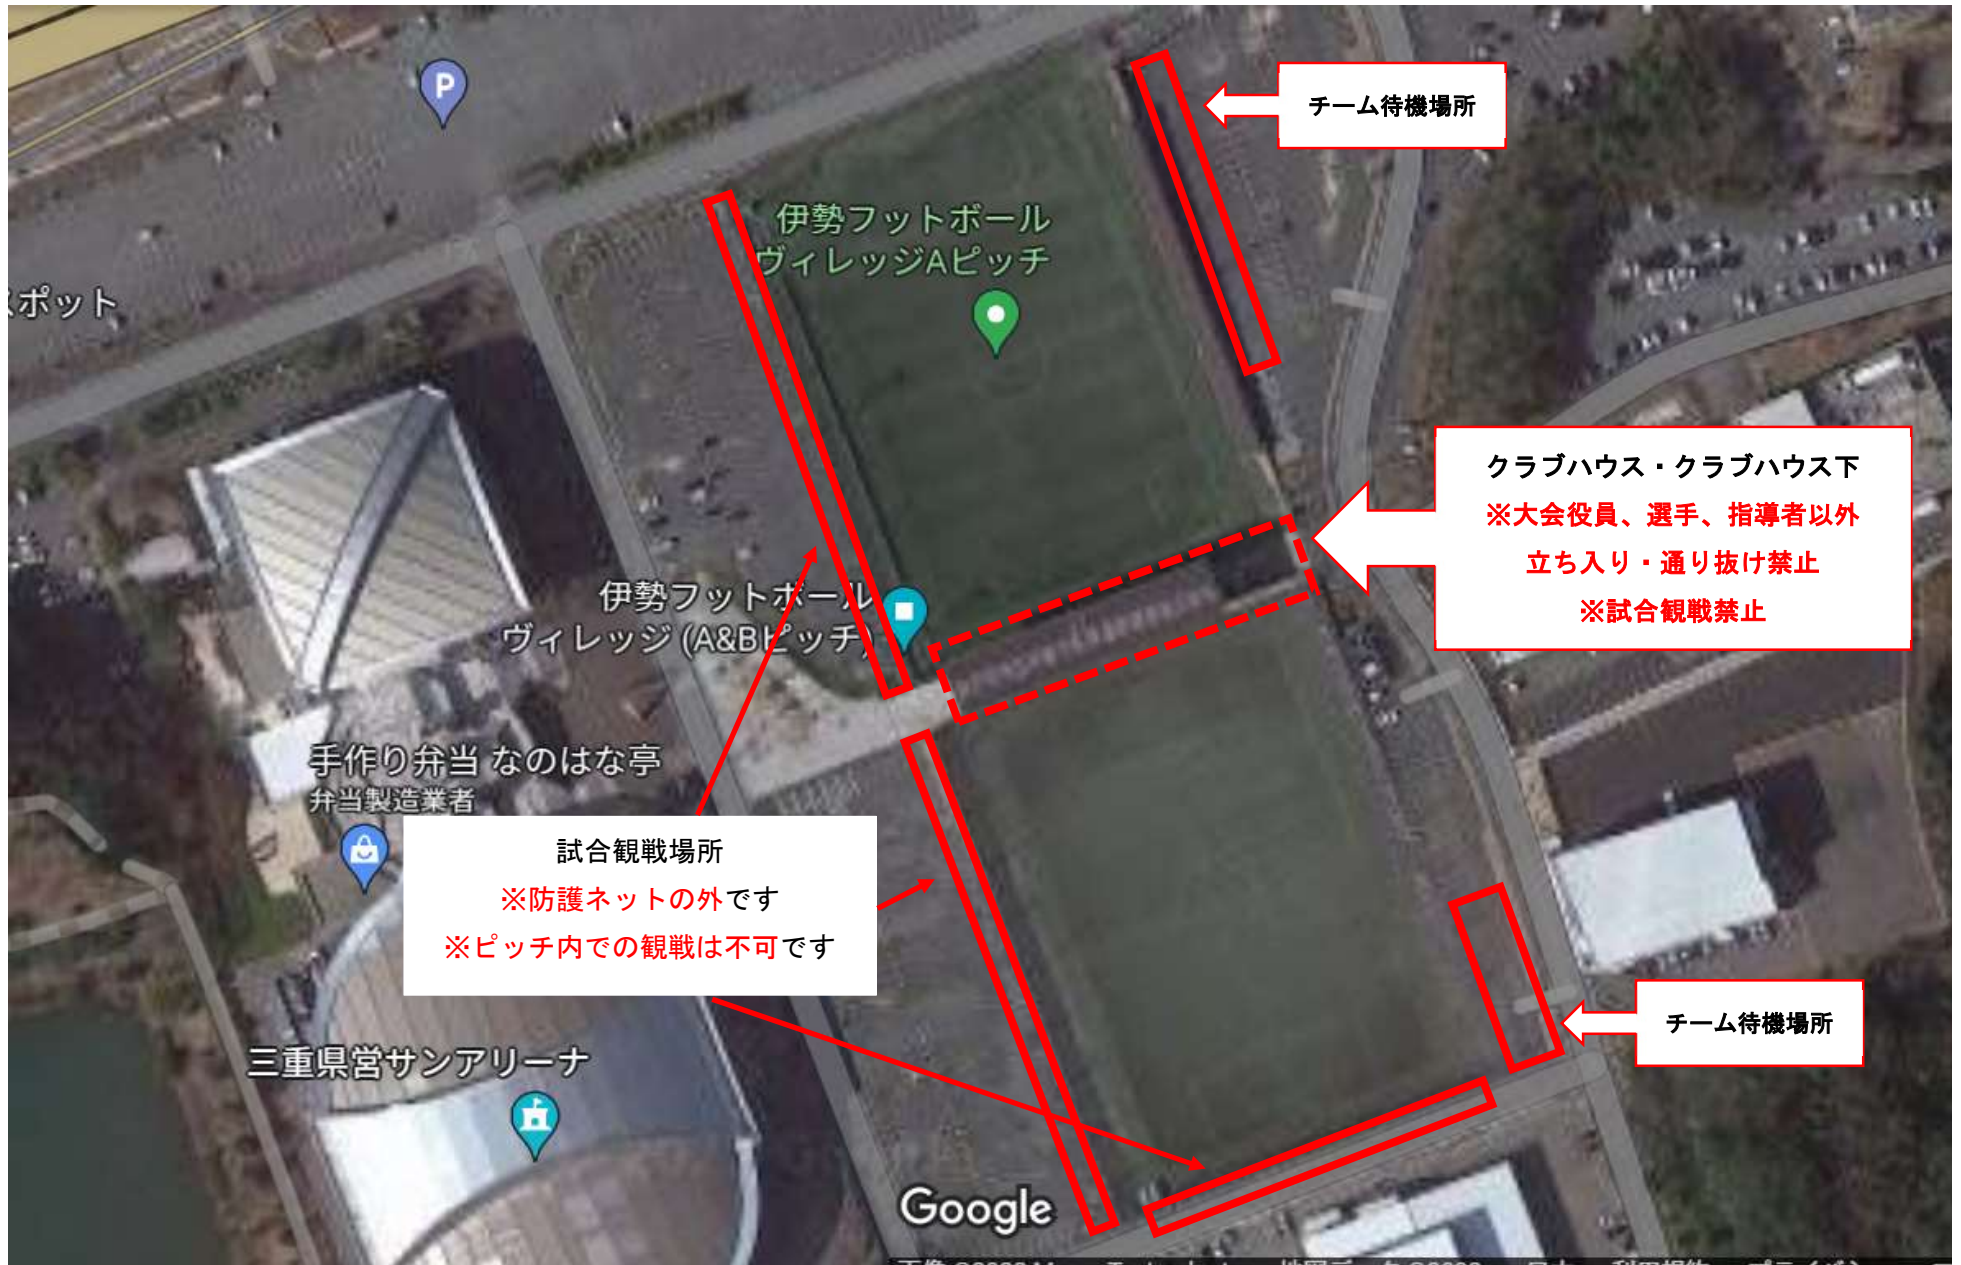 P
チーム待機場所
伊勢フットボール
ヴィレッジAピッチ
スポット
クラブハウス・クラブハウス下
※大会役員、選手、指導者以外
立ち入り・通り抜け禁止
※試合観戦禁止
伊勢フットボール
ヴィレッジ (A&Bピッチ)
手作り弁当 なのはな亭
弁当製造業者
試合観戦場所
※防護ネットの外です
※ピッチ内での観戦は不可です
チーム待機場所
三重県営サンアリーナ
Google